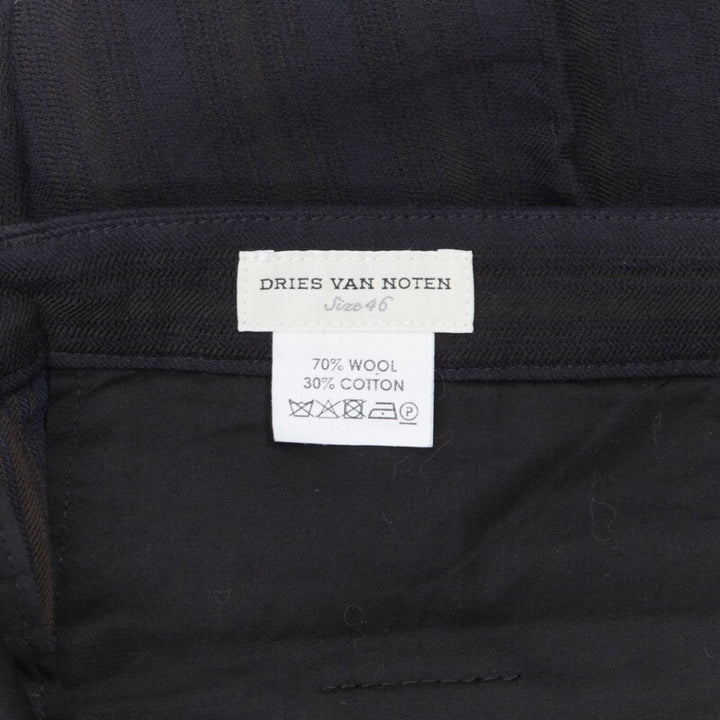 DRIES VAN NOTEN
Size 46
70% WOOL
30% COTTON
P